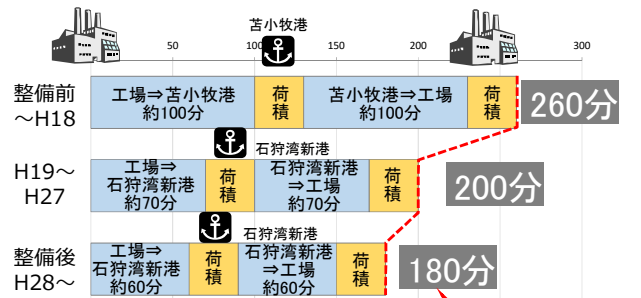 苫小牧港
50
100
150
200
250
300
整備前
～H18
工場⇒苫小牧港
約100分
荷
積
苫小牧港⇒工場
約100分
荷
積
260分
石狩湾新港
H19～
H27
工場⇒
石狩湾新港
約70分
荷
積
石狩湾新港
⇒工場
約70分
荷
積
200分
石狩湾新港
整備後
H28～
工場⇒
石狩湾新港
約60分
荷
積
石狩湾新港
⇒工場
約60分
荷
積
180分